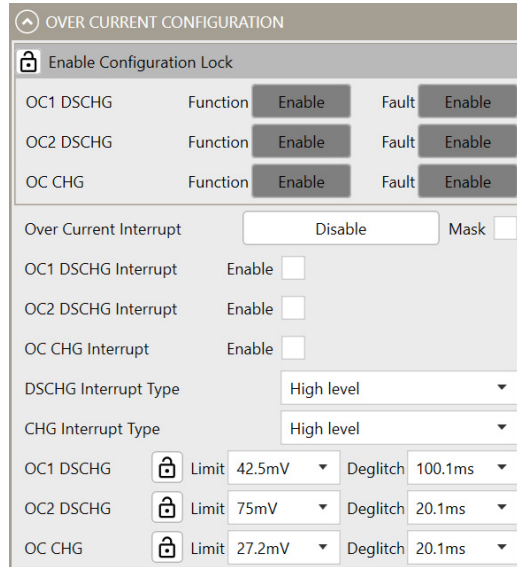 OVER CURRENT CONFIGURATION
Enable Configuration Lock
OC1 DSCHG Function Enable Fault Enable
OC2 DSCHG Function Enable Fault Enable
OC CHG Function Enable Fault Enable
Over Current Interrupt Disable Mask
OC1 DSCHG Interrupt Enable
OC2 DSCHG Interrupt Enable
OC CHG Interrupt Enable
DSCHG Interrupt Type High level
CHG Interrupt Type High level
OC1 DSCHG Limit 42.5mV Deglitch 100.1ms
OC2 DSCHG Limit 75mV Deglitch 20.1ms
OC CHG Limit 27.2mV Deglitch 20.1ms